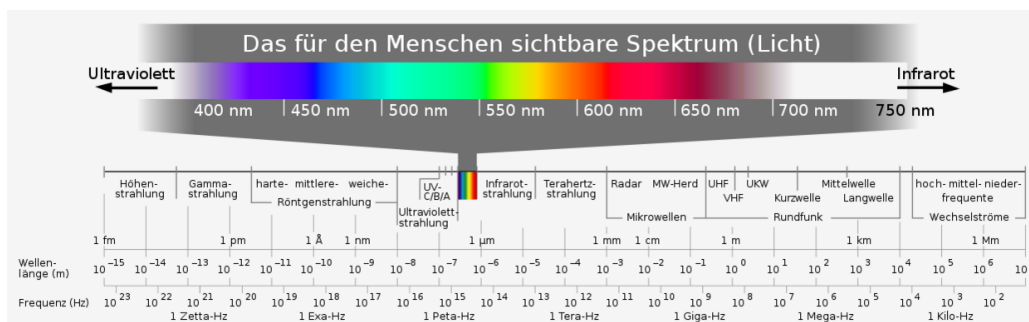 Das für den Menschen sichtbare Spektrum (Licht)
Ultraviolett
Infrarot
400 nm 450 nm 500 nm 550 nm 600 nm 650 nm 700 nm 750 nm
Höhen- Gamma- harte- mittlere- weiche- UV- Infrarot- Terahertz- Radar MW-Herd UHF UKW Mittelwelle hoch- mittel- nieder-
strahlung strahlung C/B/A strahlung strahlung VHF Kurzwelle Langwelle frequente
Röntgenstrahlung Ultraviolett- Mikrowellen Rundfunk Wechselströme
strahlung
1 fm 1 pm 1 Å 1 nm 1 µm 1 mm 1 cm 1 m 1 km 1 Mm
Wellen-
länge (m) 10⁻¹⁵ 10⁻¹⁴ 10⁻¹³ 10⁻¹² 10⁻¹¹ 10⁻¹⁰ 10⁻⁹ 10⁻⁸ 10⁻⁷ 10⁻⁶ 10⁻⁵ 10⁻⁴ 10⁻³ 10⁻² 10⁻¹ 10⁰ 10¹ 10² 10³ 10⁴ 10⁵ 10⁶ 10
Frequenz (Hz) 10²³ 10²² 10²¹ 10²⁰ 10¹⁹ 10¹⁸ 10¹⁷ 10¹⁶ 10¹⁵ 10¹⁴ 10¹³ 10¹² 10¹¹ 10¹⁰ 10⁹ 10⁸ 10⁷ 10⁶ 10⁵ 10⁴ 10³ 10²
1 Zetta-Hz 1 Exa-Hz 1 Peta-Hz 1 Tera-Hz 1 Giga-Hz 1 Mega-Hz 1 Kilo-Hz